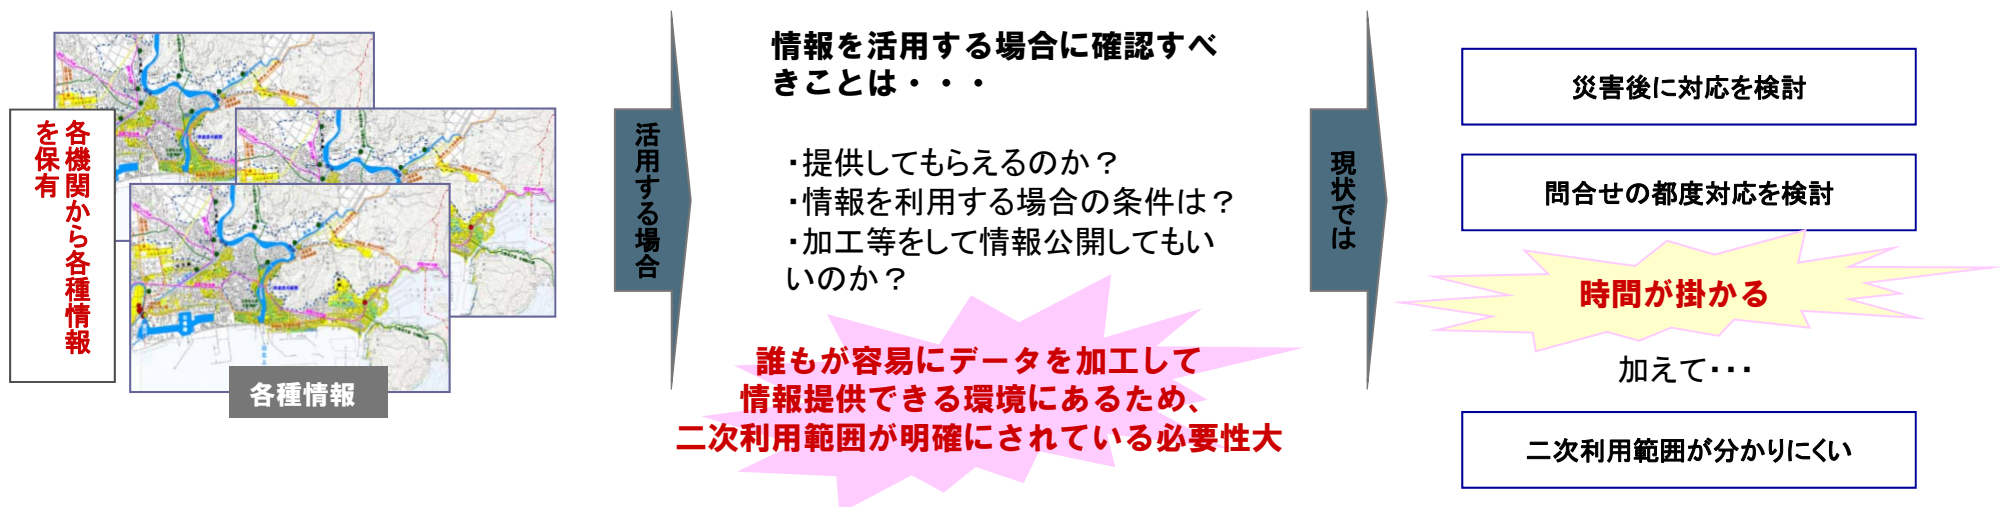 各機関から各種情報
を保有
各種情報
活用する場合
情報を活用する場合に確認すべ
きことは・・・
・提供してもらえるのか？
・情報を利用する場合の条件は？
・加工等をして情報公開してもい
いのか？
誰もが容易にデータを加工して
情報提供できる環境にあるため、
二次利用範囲が明確にされている必要性大
現状では
災害後に対応を検討
問合せの都度対応を検討
時間が掛かる
加えて・・・
二次利用範囲が分かりにくい